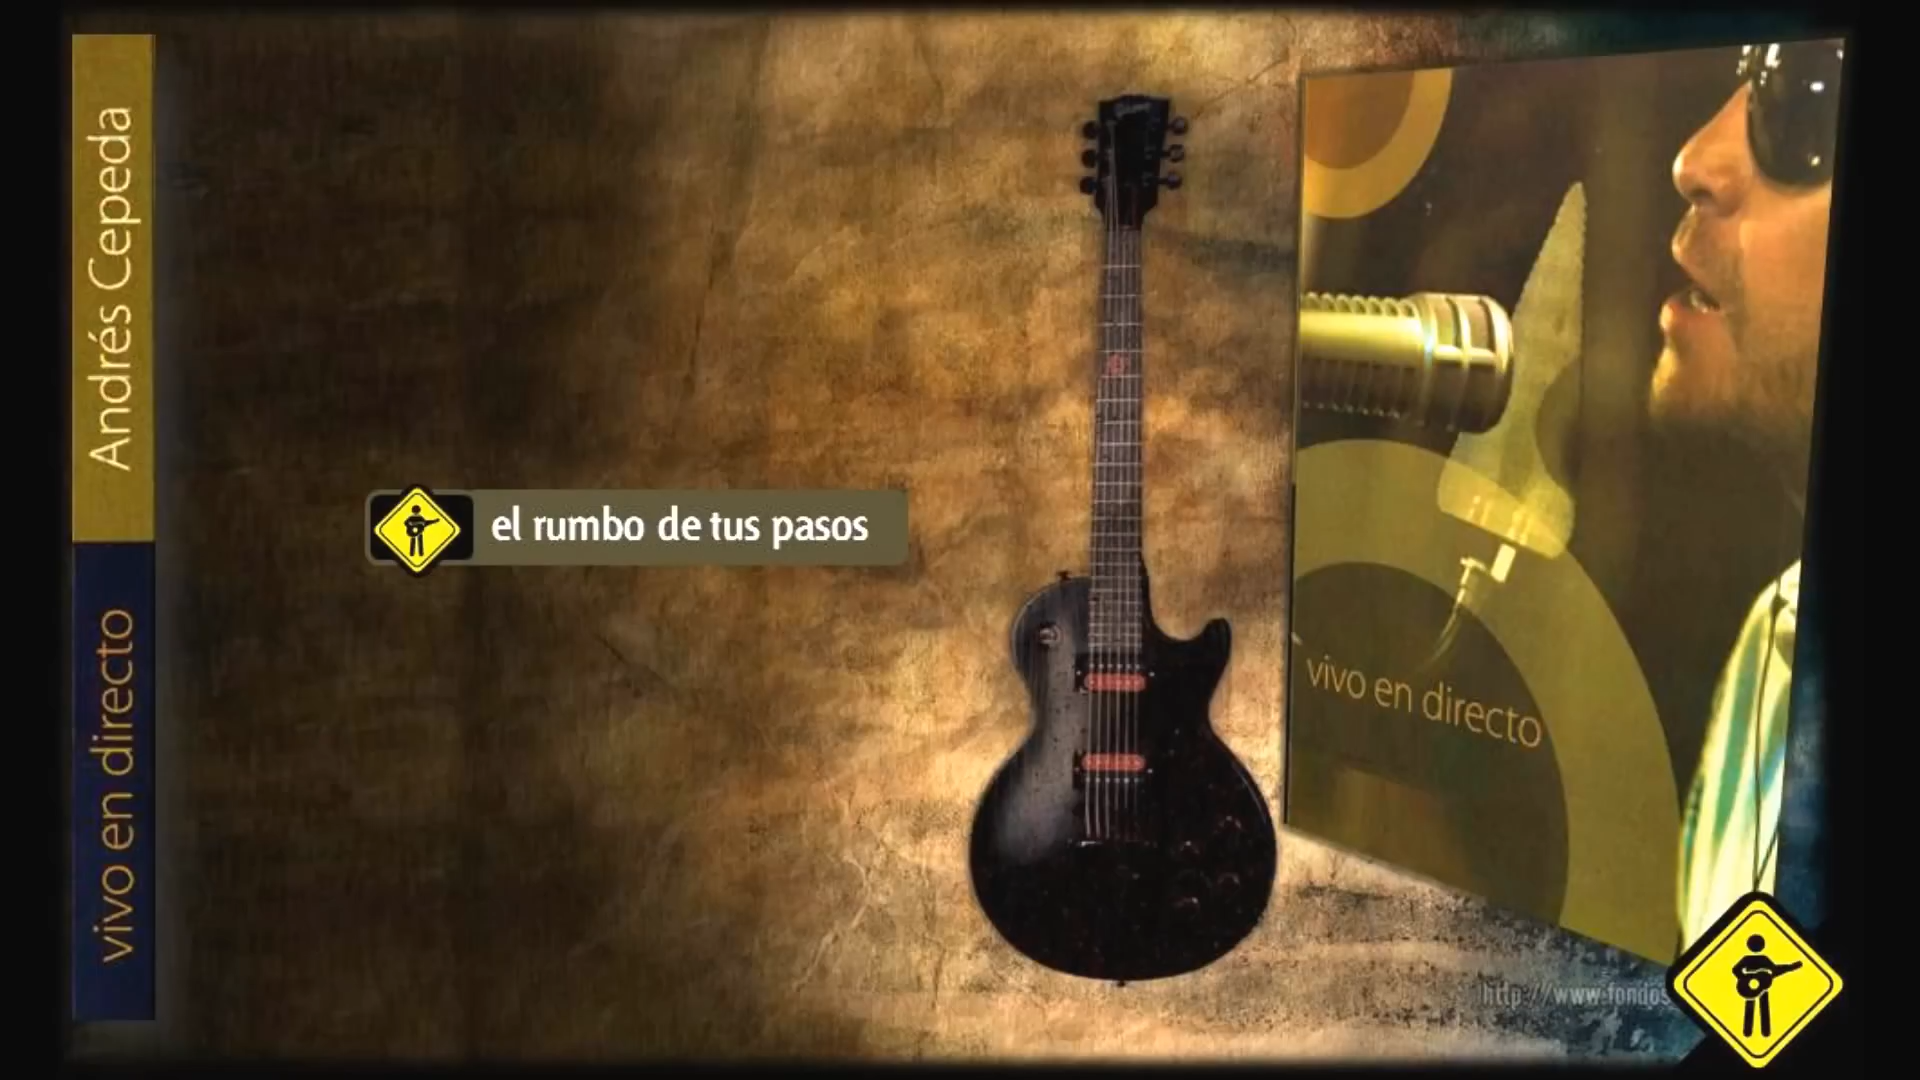 Andrés Cepeda
vivo en directo
el rumbo de tus pasos
vivo en directo
http://www.fondos